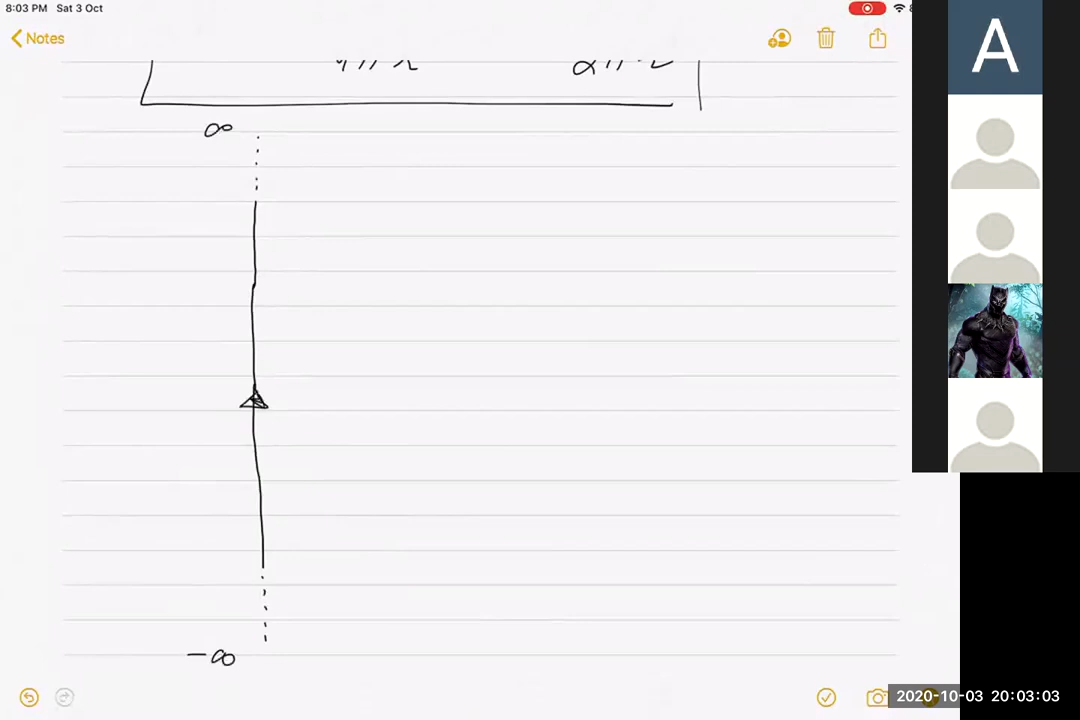 8:03 PM Sat 3 Oct
Notes
∞
-∞
A
2020-10-03 20:03:03